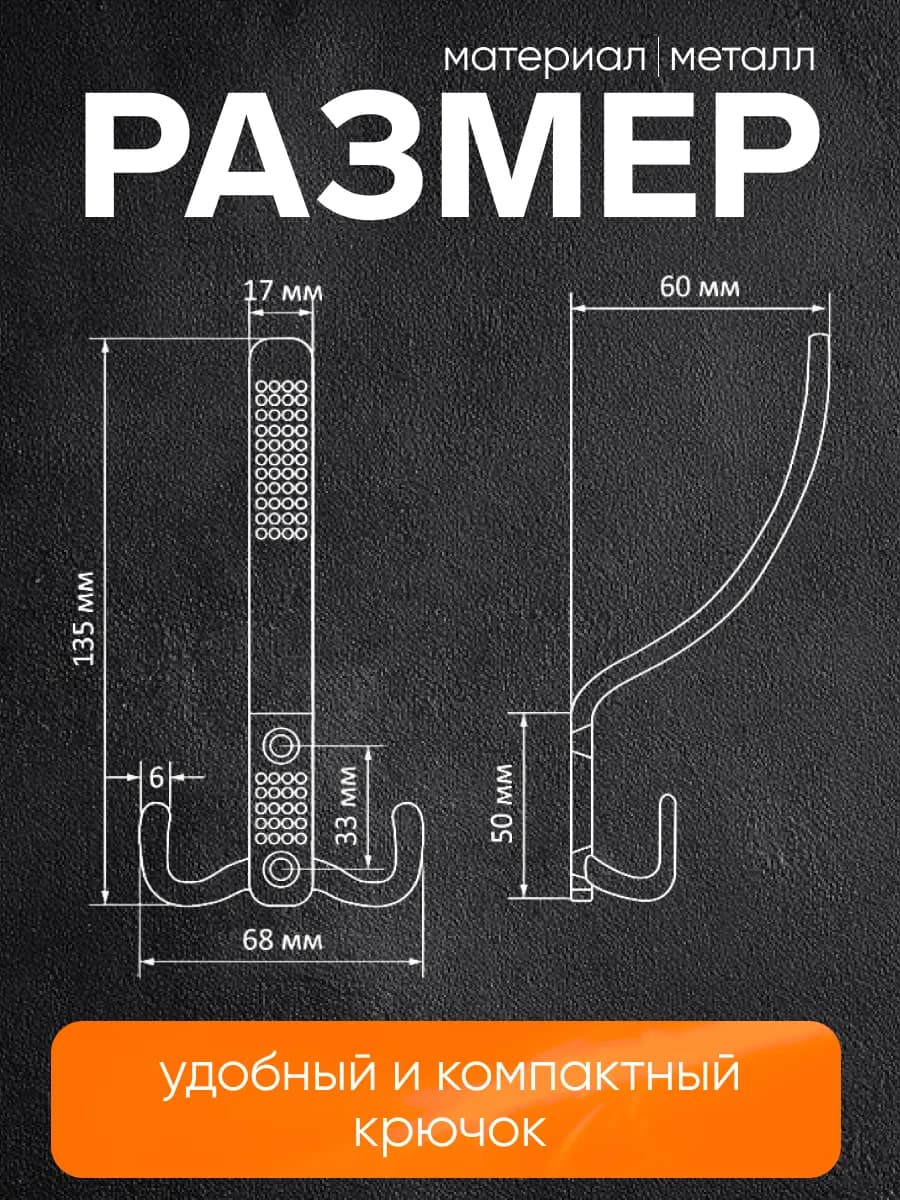 материал | металл
РАЗМЕР
17 мм
60 мм
135 мм
6
33 мм
50 мм
68 мм
удобный и компактный
крючок